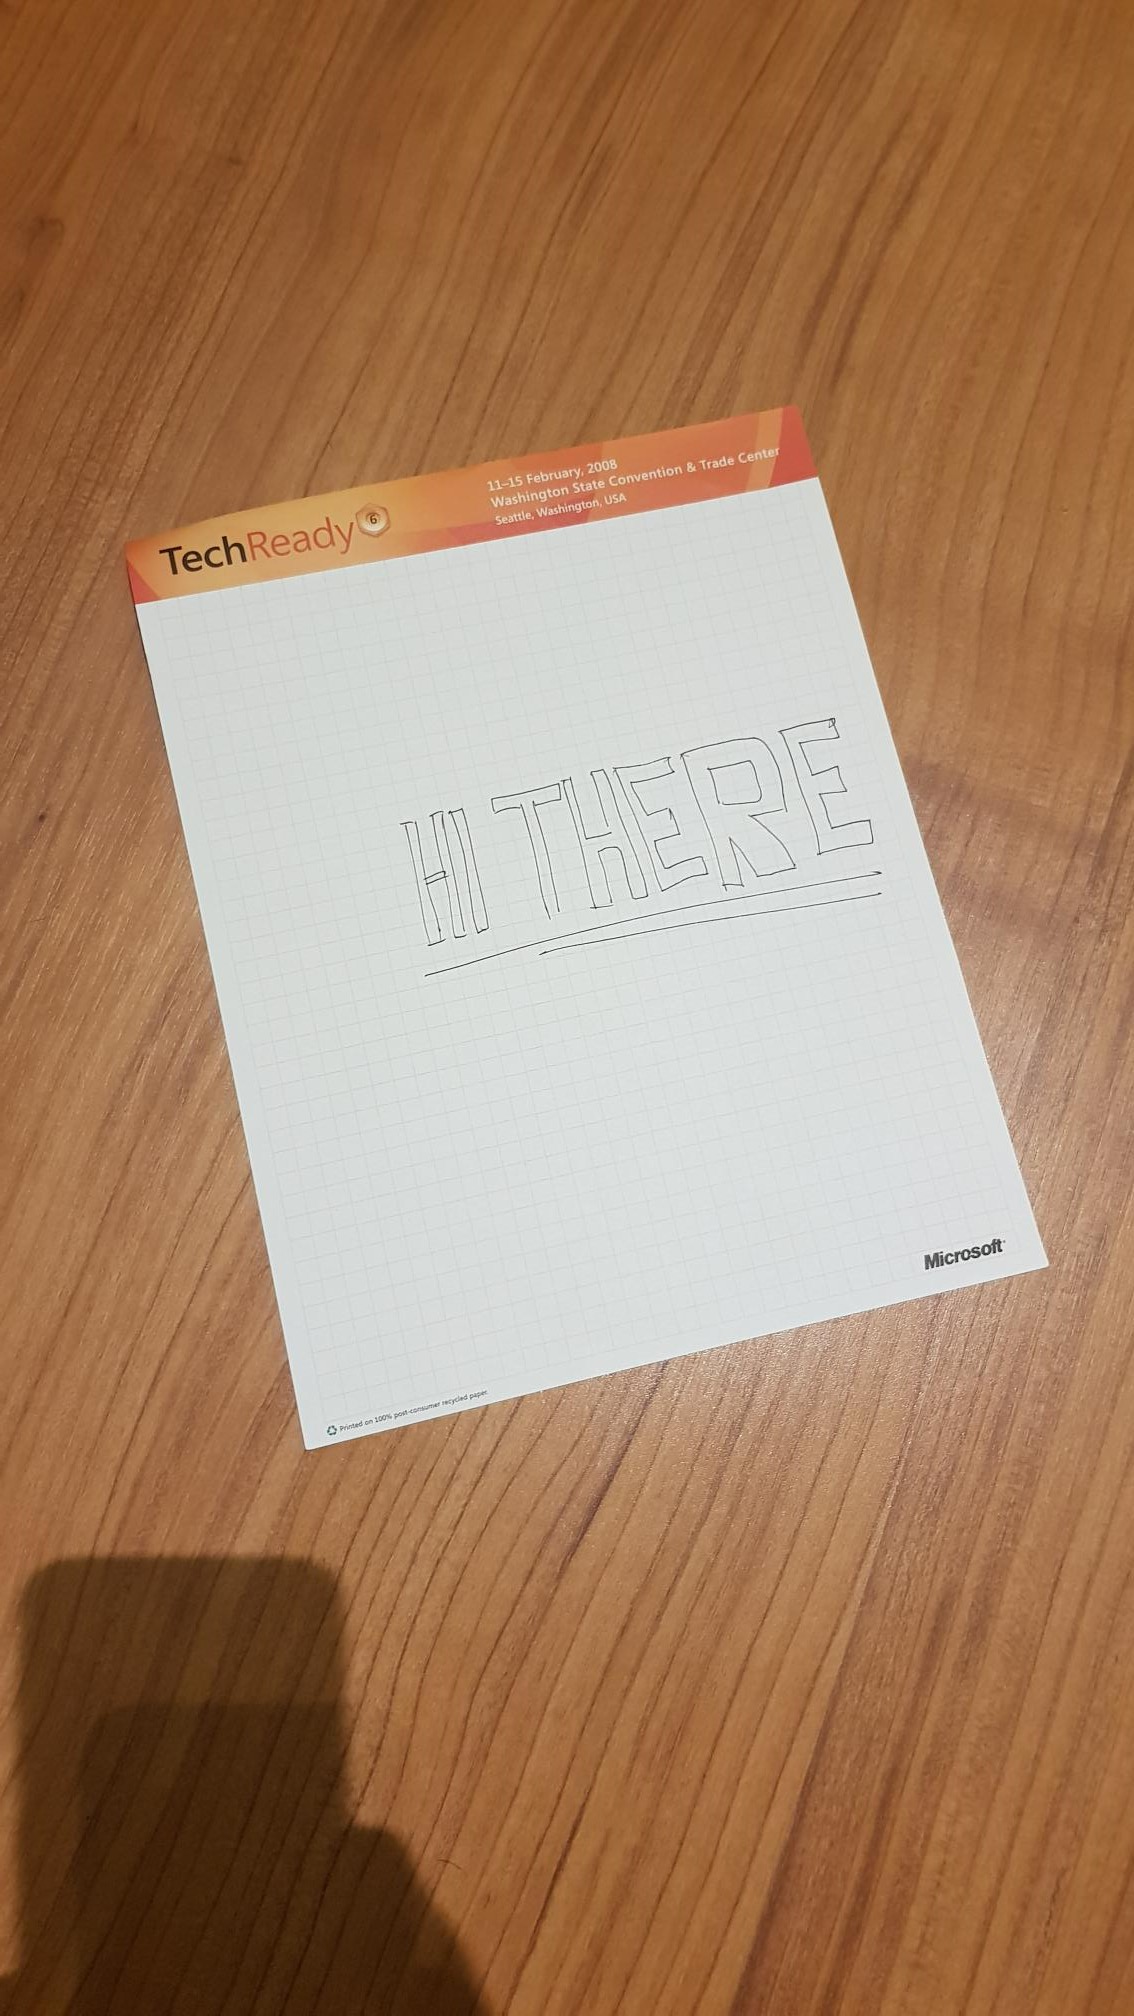 TechReady 6
11–15 February, 2008
Washington State Convention & Trade Center
Seattle, Washington, USA
HI THERE
Microsoft®
Printed on 100% post-consumer recycled paper.